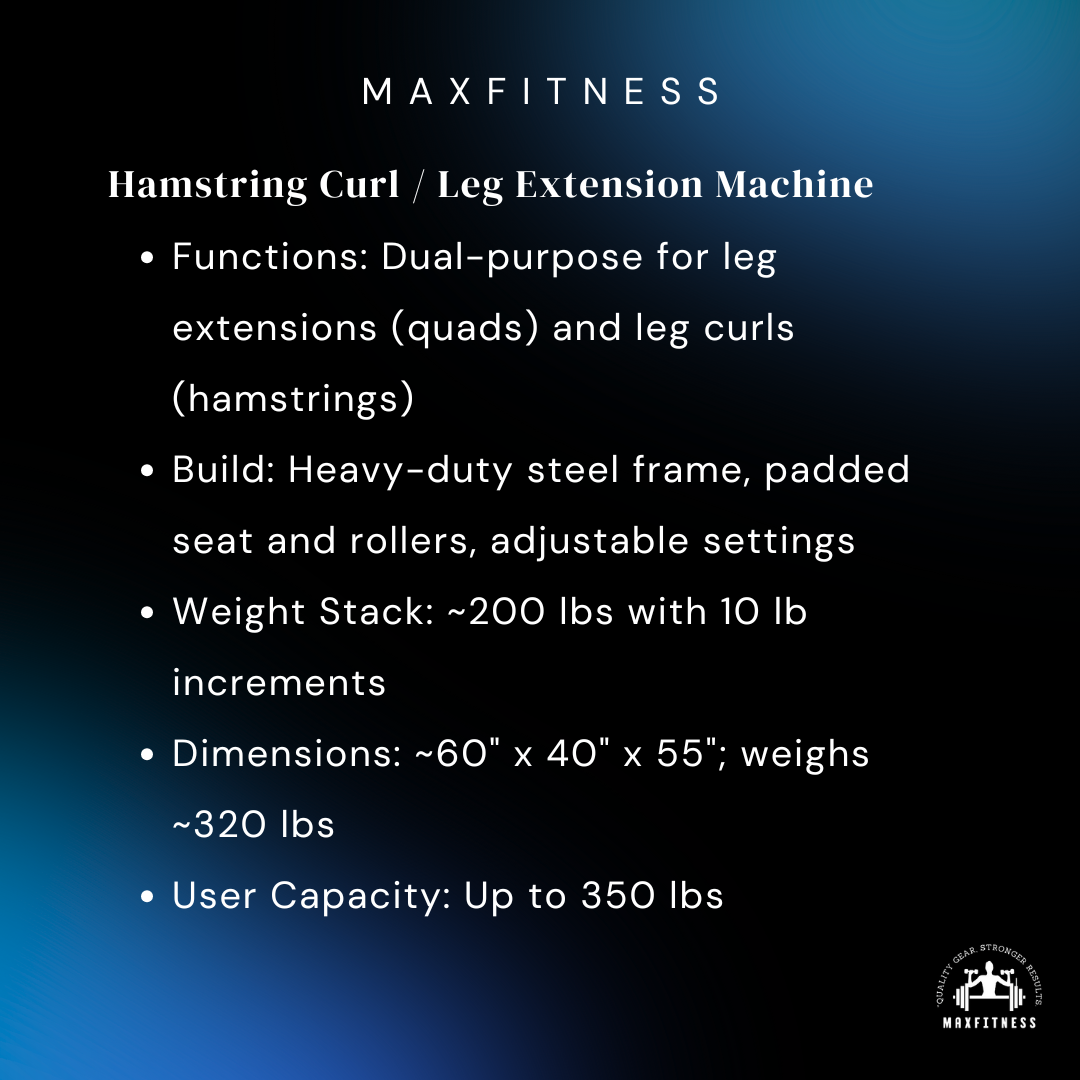 MAXFITNESS
Hamstring Curl / Leg Extension Machine
• Functions: Dual-purpose for leg
extensions (quads) and leg curls
(hamstrings)
• Build: Heavy-duty steel frame, padded
seat and rollers, adjustable settings
• Weight Stack: ~200 lbs with 10 lb
increments
• Dimensions: ~60" x 40" x 55"; weighs
~320 lbs
• User Capacity: Up to 350 lbs
"QUALITY GEAR. STRONGER RESULTS.
MAXFITNESS